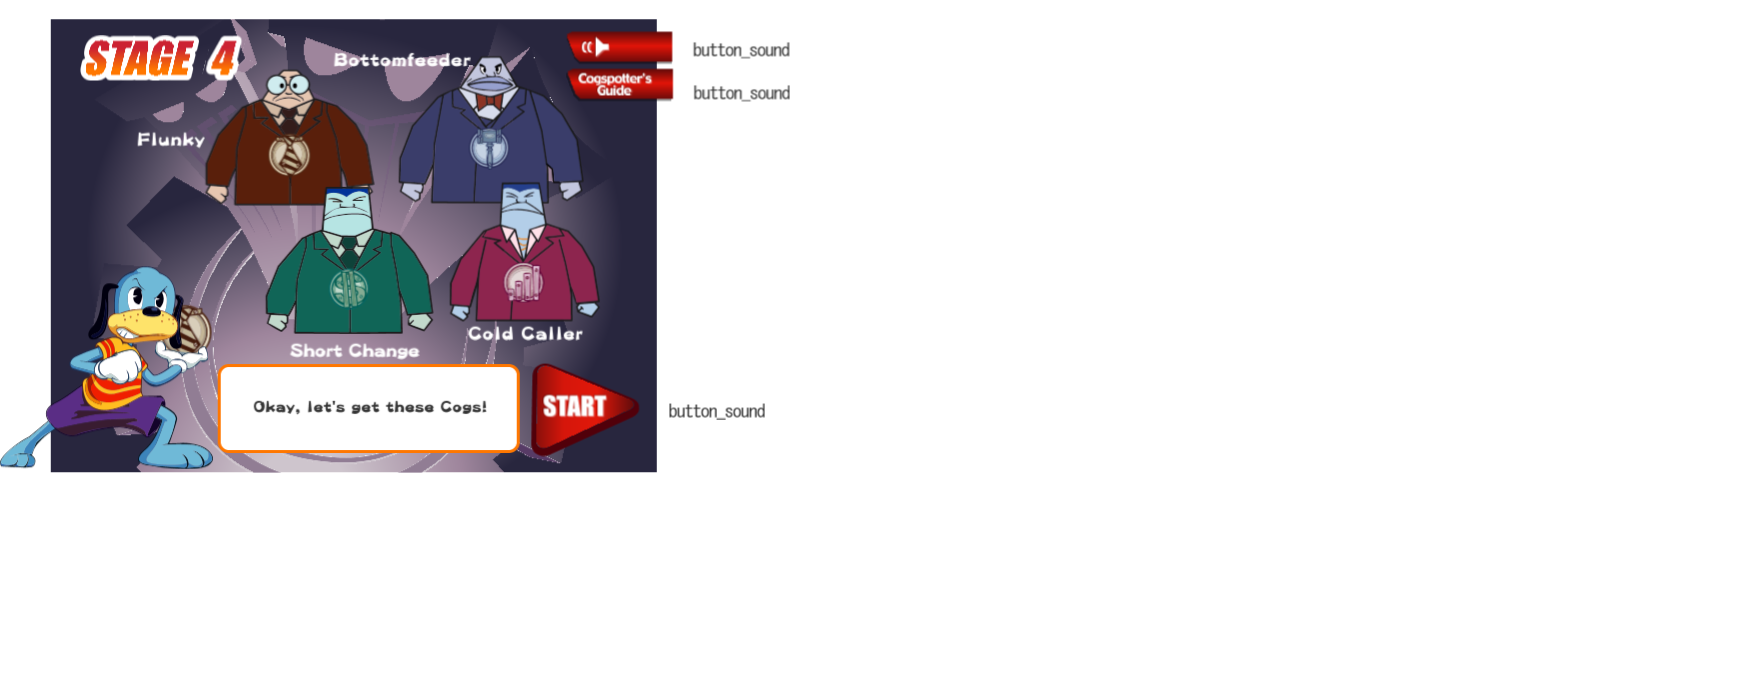 STAGE 4
Bottomfeeder
button_sound
Cogspotter's
Guide
button_sound
Flunky
Cold Caller
Short Change
Okay, let's get these Cogs!
START
button_sound